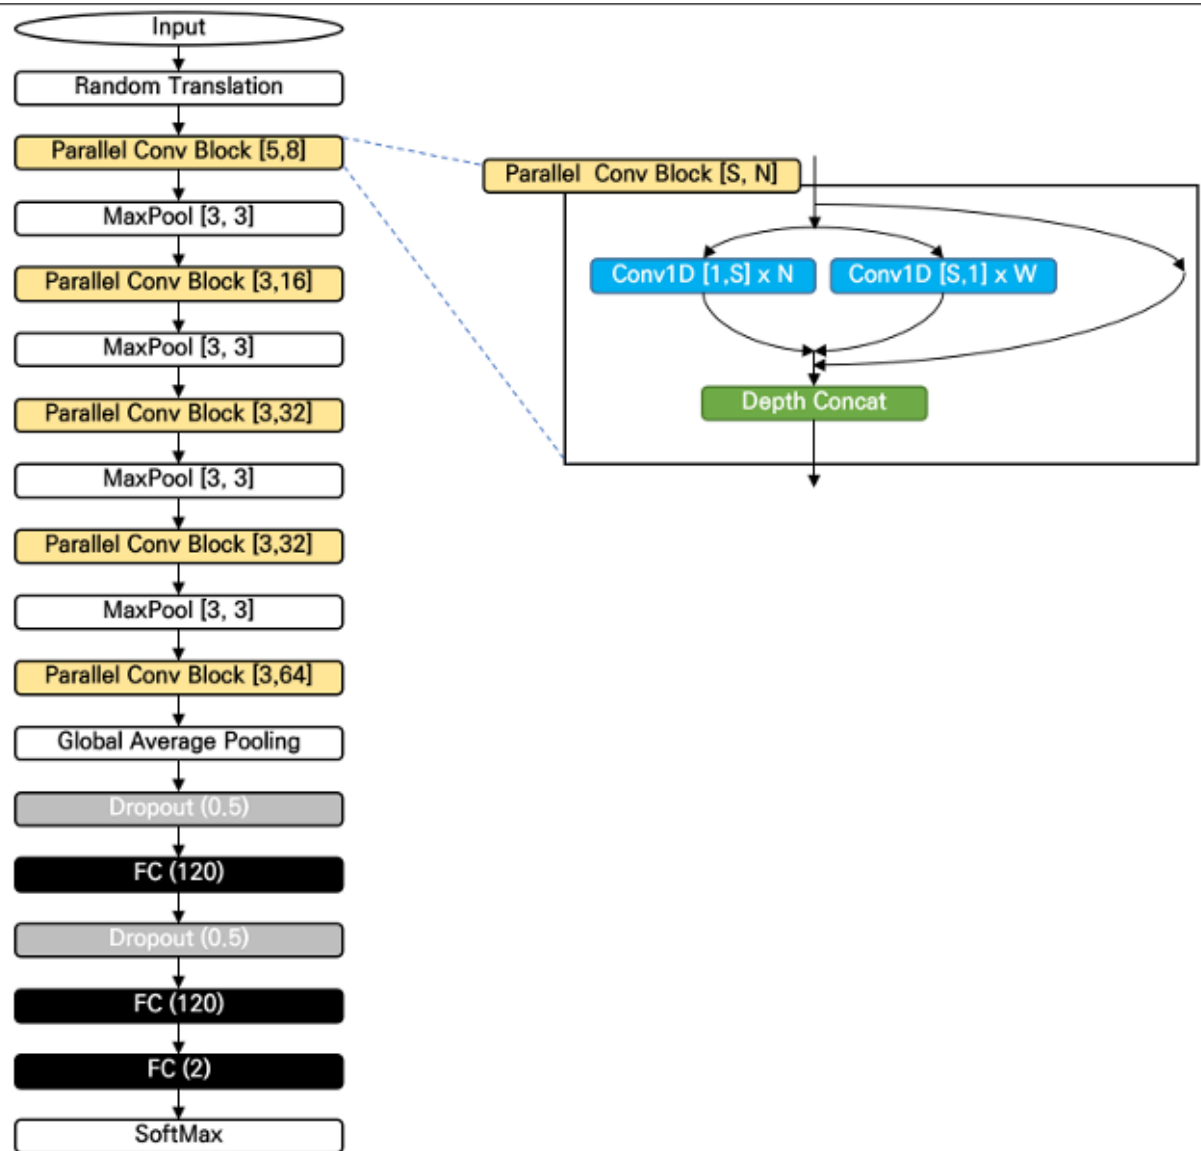 Input
Random Translation
Parallel Conv Block [5,8]
MaxPool [3, 3]
Parallel Conv Block [3,16]
MaxPool [3, 3]
Parallel Conv Block [3,32]
MaxPool [3, 3]
Parallel Conv Block [3,32]
MaxPool [3, 3]
Parallel Conv Block [3,64]
Global Average Pooling
Dropout (0.5)
FC (120)
Dropout (0.5)
FC (120)
FC (2)
SoftMax
Parallel Conv Block [S, N]
Conv1D [1,S] x N
Conv1D [S,1] x W
Depth Concat